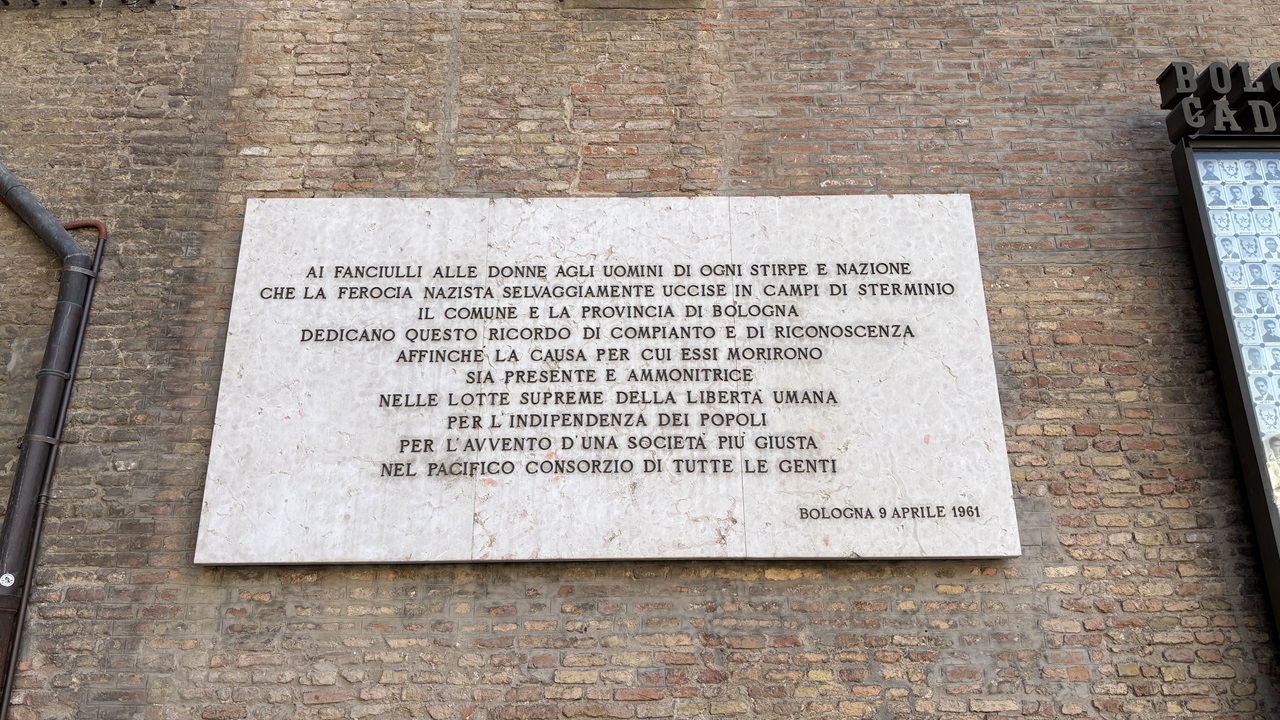 AI FANCIULLI ALLE DONNE AGLI UOMINI DI OGNI STIRPE E NAZIONE
CHE LA FEROCIA NAZISTA SELVAGGIAMENTE UCCISE IN CAMPI DI STERMINIO
IL COMUNE E LA PROVINCIA DI BOLOGNA
DEDICANO QUESTO RICORDO DI COMPIANTO E DI RICONOSCENZA
AFFINCHE LA CAUSA PER CUI ESSI MORIRONO
SIA PRESENTE E AMMONITRICE
NELLE LOTTE SUPREME DELLA LIBERTÀ UMANA
PER L'INDIPENDENZA DEI POPOLI
PER L'AVVENTO D'UNA SOCIETÀ PIÙ GIUSTA
NEL PACIFICO CONSORZIO DI TUTTE LE GENTI
BOLOGNA 9 APRILE 1961
BOLO
CAD